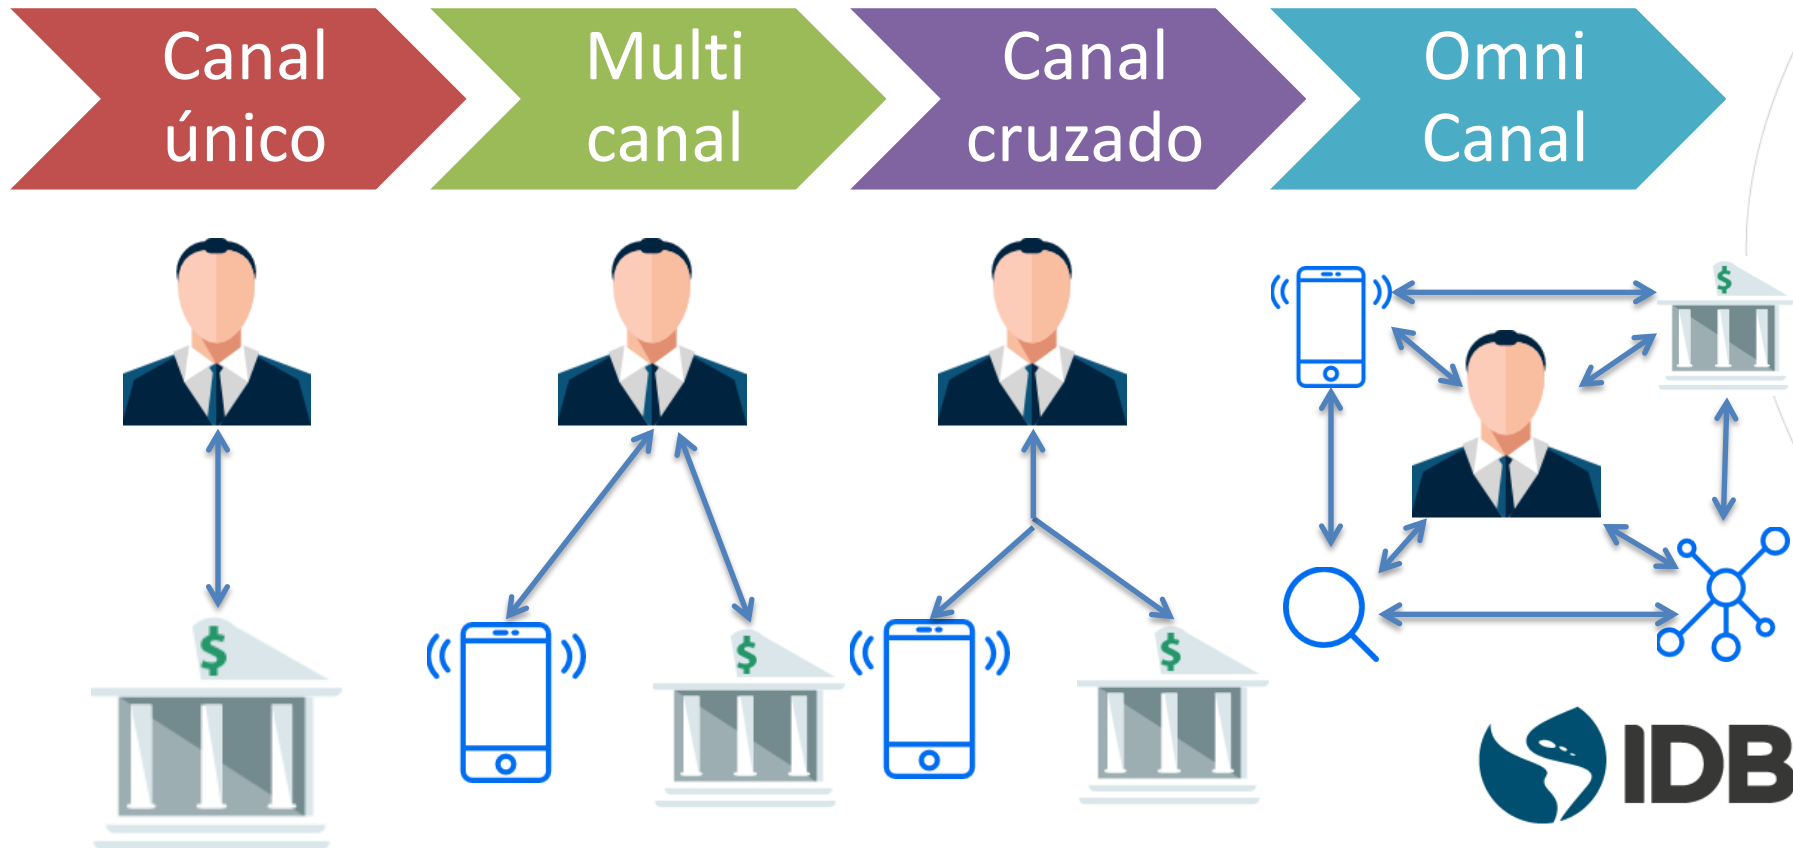 Canal
único
Multi
canal
Canal
cruzado
Omni
Canal
$
$
$
$
IDB